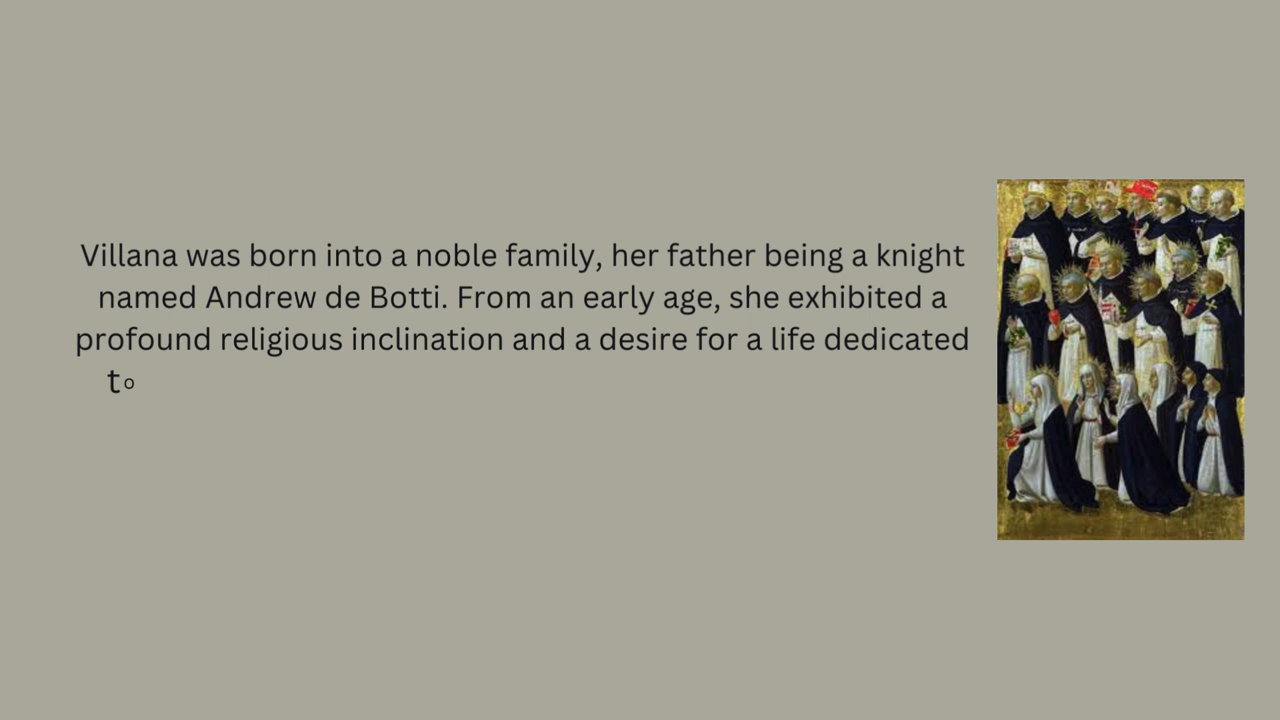 Villana was born into a noble family, her father being a knight
named Andrew de Botti. From an early age, she exhibited a
profound religious inclination and a desire for a life dedicated
to